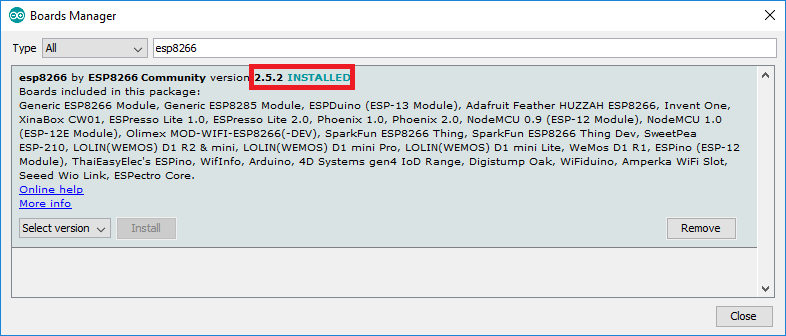 Boards Manager
Type All esp8266
esp8266 by ESP8266 Community version 2.5.2 INSTALLED
Boards included in this package:
Generic ESP8266 Module, Generic ESP8285 Module, ESPDuino (ESP-13 Module), Adafruit Feather HUZZAH ESP8266, Invent One,
XinaBox CW01, ESPresso Lite 1.0, ESPresso Lite 2.0, Phoenix 1.0, Phoenix 2.0, NodeMCU 0.9 (ESP-12 Module), NodeMCU 1.0
(ESP-12E Module), Olimex MOD-WIFI-ESP8266(-DEV), SparkFun ESP8266 Thing, SparkFun ESP8266 Thing Dev, SweetPea
ESP-210, LOLIN(WEMOS) D1 R2 & mini, LOLIN(WEMOS) D1 mini Pro, LOLIN(WEMOS) D1 mini Lite, WeMos D1 R1, ESPino (ESP-12
Module), ThaiEasyElec's ESPino, WifInfo, Arduino, 4D Systems gen4 IoD Range, Digistump Oak, WiFiduino, Amperka WiFi Slot,
Seeed Wio Link, ESPectro Core.
Online help
More info
Select version Install Remove
Close